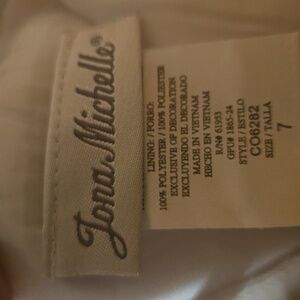 Jona Michelle®
LINING: / FORRO:
100% POLYESTER / 100% POLIESTER
EXCLUSIVE OF DECORATION
EXCLUYENDO EL DECORADO
MADE IN VIETNAM
HECHO EN VIETNAM
RN# 61953
GPU# 1865-24
STYLE / ESTILO
CO6282
SIZE / TALLA
7